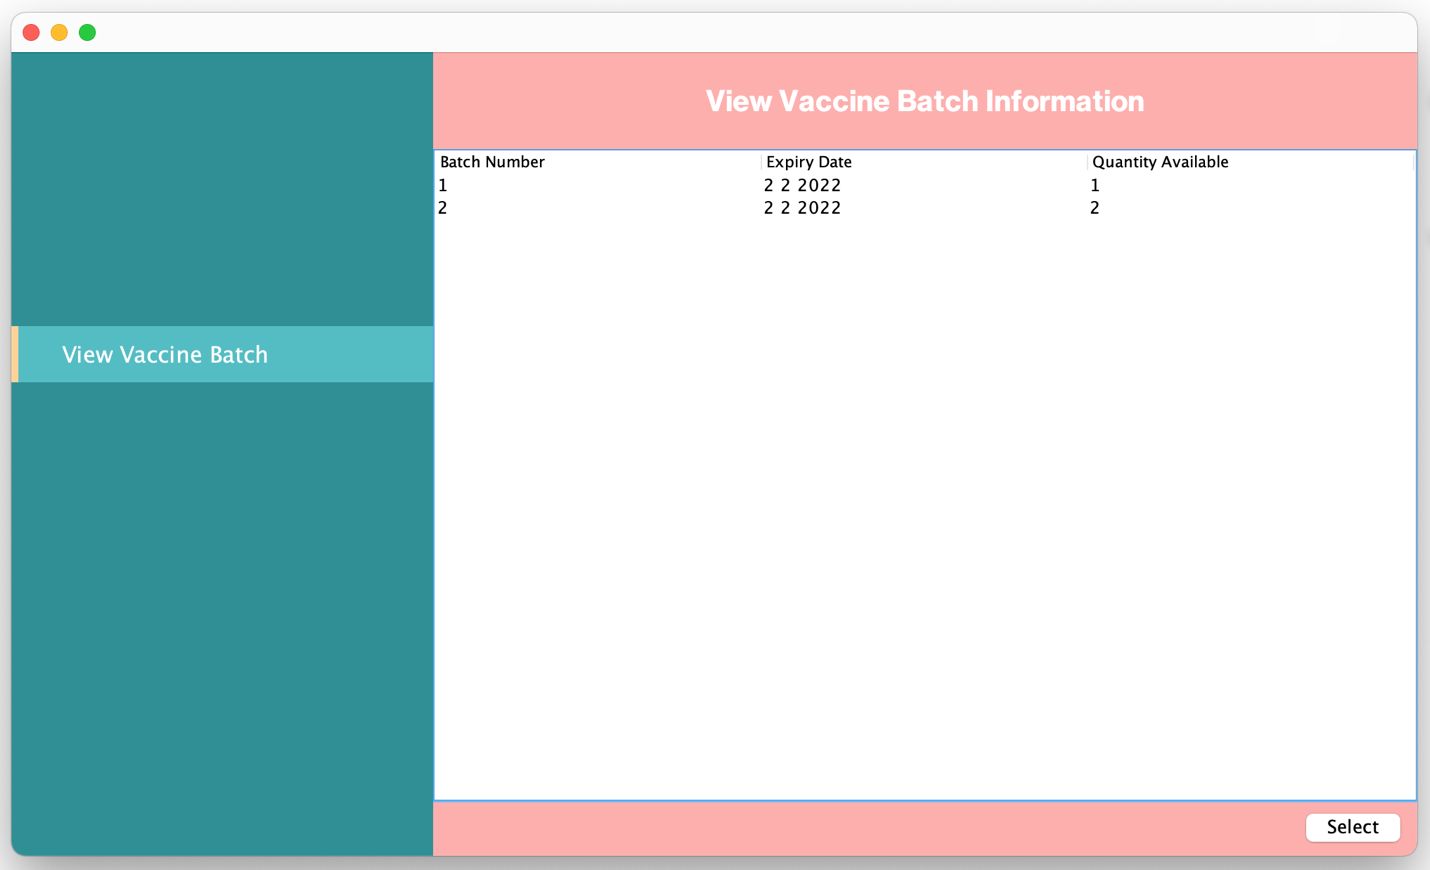 View Vaccine Batch Information
Batch Number Expiry Date Quantity Available
1 2 2 2022 1
2 2 2 2022 2
View Vaccine Batch
Select